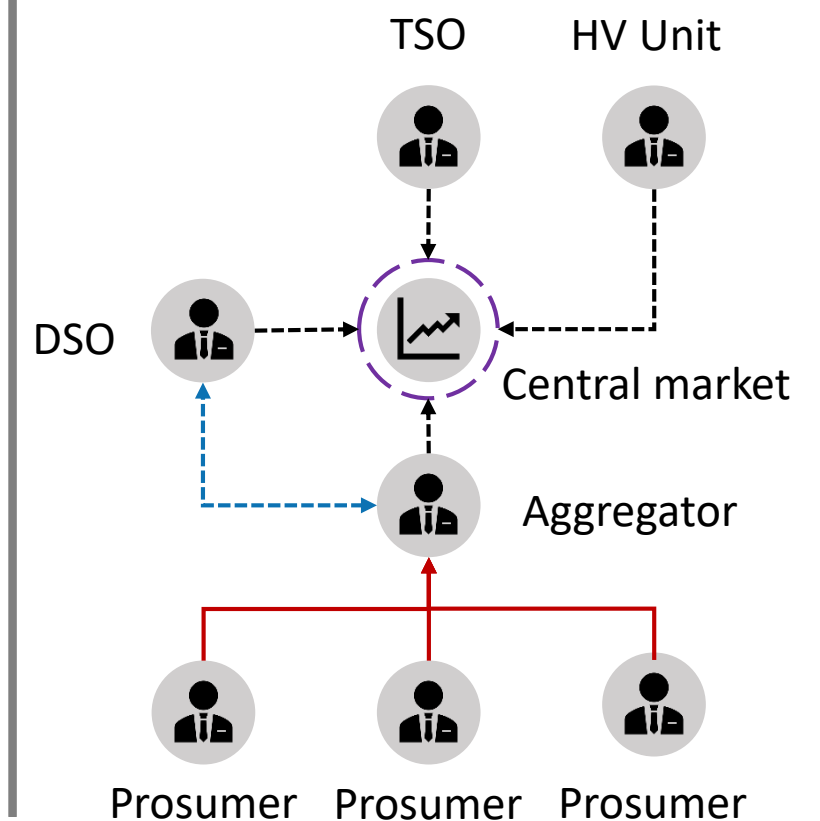 TSO
HV Unit
DSO
Central market
Aggregator
Prosumer
Prosumer
Prosumer